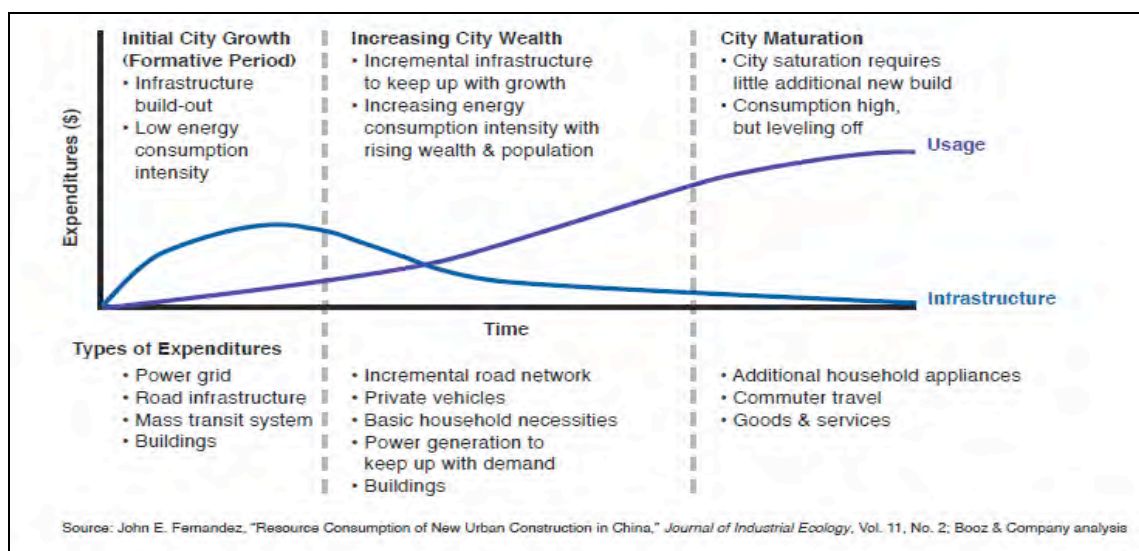 Initial City Growth
(Formative Period)
• Infrastructure
build-out
• Low energy
consumption
intensity
Increasing City Wealth
• Incremental infrastructure
to keep up with growth
• Increasing energy
consumption intensity with
rising wealth & population
City Maturation
• City saturation requires
little additional new build
• Consumption high,
but leveling off
Expenditures ($)
Usage
Infrastructure
Time
Types of Expenditures
• Power grid
• Road infrastructure
• Mass transit system
• Buildings
• Incremental road network
• Private vehicles
• Basic household necessities
• Power generation to
keep up with demand
• Buildings
• Additional household appliances
• Commuter travel
• Goods & services
Source: John E. Fernandez, "Resource Consumption of New Urban Construction in China," Journal of Industrial Ecology, Vol. 11, No. 2; Booz & Company analysis